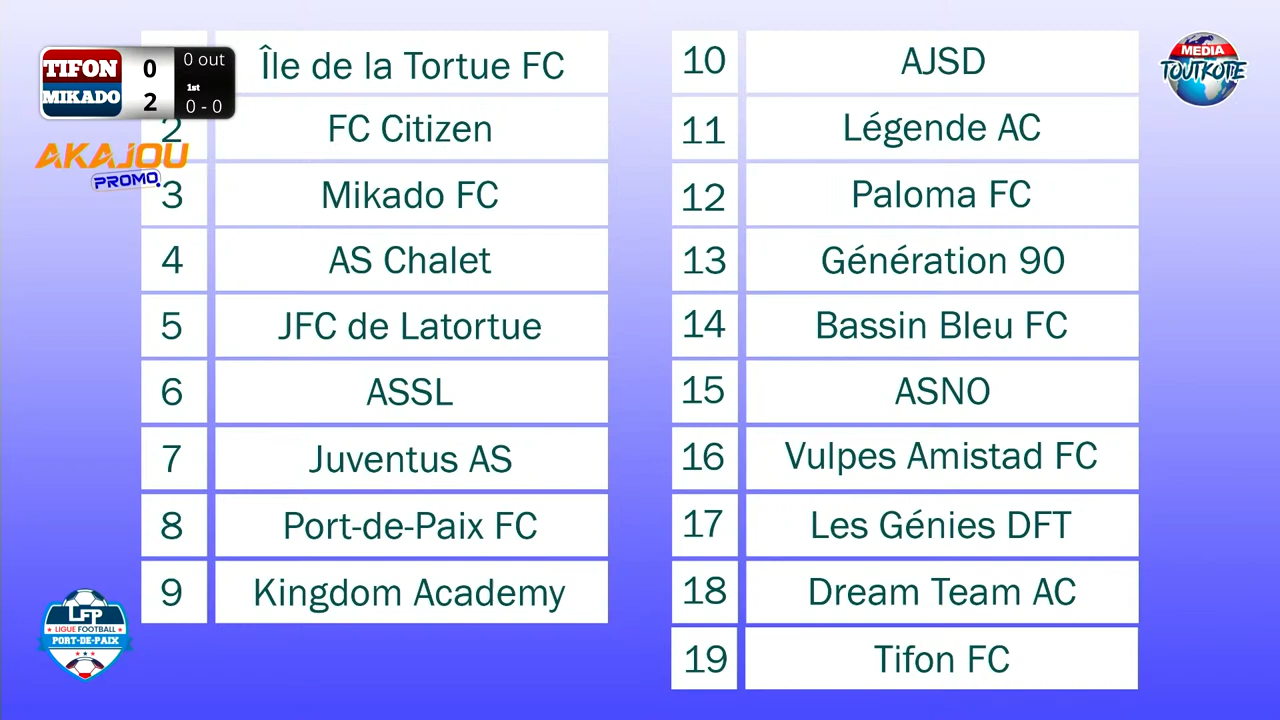 TIFON 0
MIKADO 2
0 out
1st
0 - 0
AKAJOU
PROMO.
Île de la Tortue FC
2 FC Citizen
3 Mikado FC
4 AS Chalet
5 JFC de Latortue
6 ASSL
7 Juventus AS
8 Port-de-Paix FC
9 Kingdom Academy
10 AJSD
11 Légende AC
12 Paloma FC
13 Génération 90
14 Bassin Bleu FC
15 ASNO
16 Vulpes Amistad FC
17 Les Génies DFT
18 Dream Team AC
19 Tifon FC
MEDIA
TOUTKOTE
LFP
LIGUE FOOTBALL
PORT-DE-PAIX